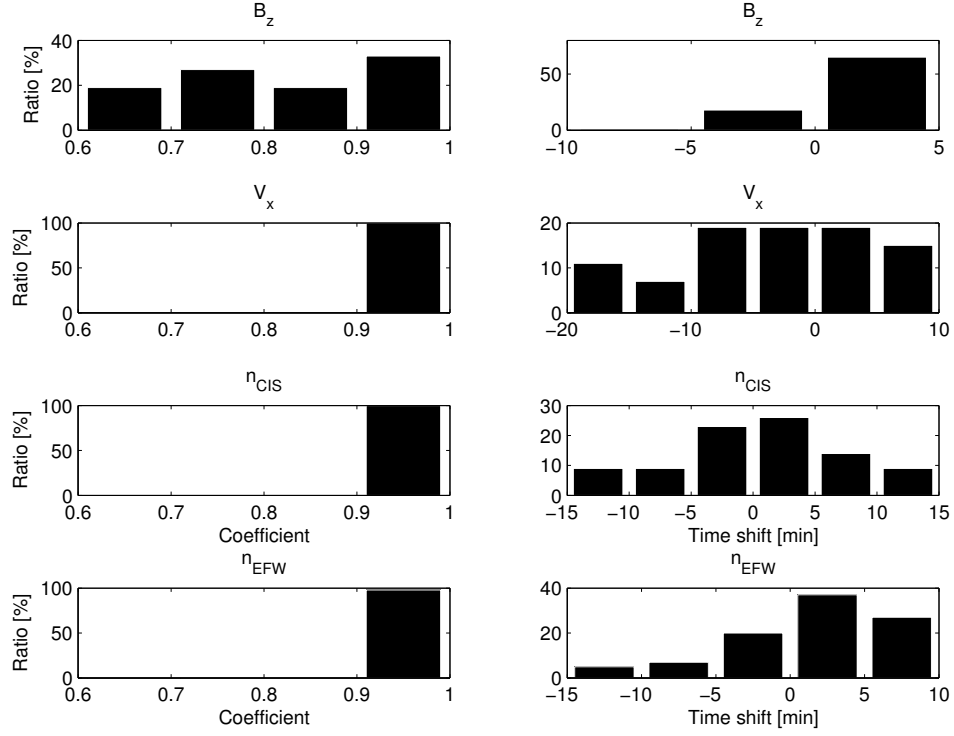 B_z
B_z
Ratio [%]
40
20
0
0.6 0.7 0.8 0.9 1
50
0
−10 −5 0 5
V_x
V_x
Ratio [%]
100
50
0
0.6 0.7 0.8 0.9 1
20
10
0
−20 −10 0 10
n_CIS
n_CIS
Ratio [%]
100
50
0
0.6 0.7 0.8 0.9 1
Coefficient
30
20
10
0
−15 −10 −5 0 5 10 15
Time shift [min]
n_EFW
n_EFW
Ratio [%]
100
50
0
0.6 0.7 0.8 0.9 1
Coefficient
40
20
0
−15 −10 −5 0 5 10
Time shift [min]